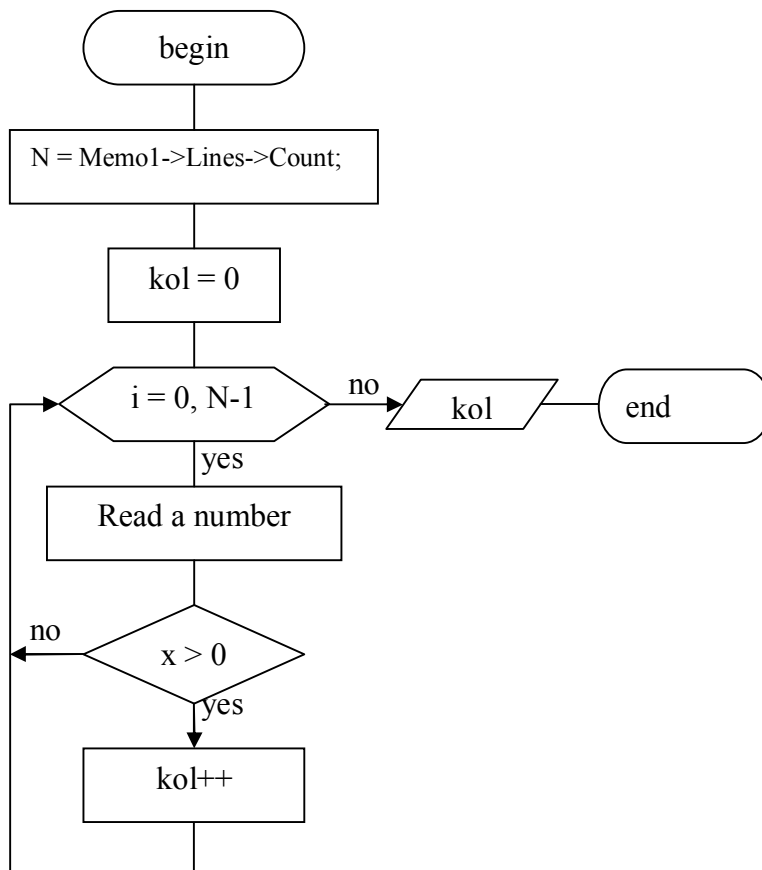 begin
N = Memo1->Lines->Count;
kol = 0
i = 0, N-1
no
kol
end
yes
Read a number
no
x > 0
yes
kol++